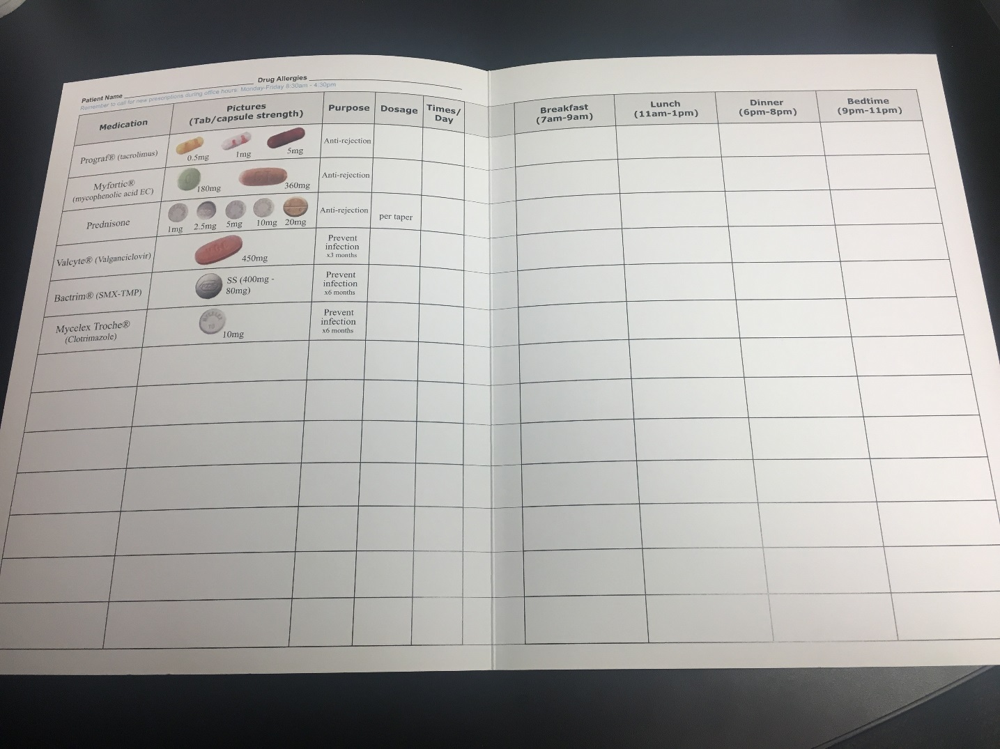 Patient Name
Drug Allergies
Remember to call for new prescriptions during office hours: Monday-Friday 8:30am - 4:30pm
Medication
Pictures
(Tab/capsule strength)
Purpose
Dosage
Times/
Day
Breakfast
(7am-9am)
Lunch
(11am-1pm)
Dinner
(6pm-8pm)
Bedtime
(9pm-11pm)
Prograf® (tacrolimus)
0.5mg
1mg
5mg
Anti-rejection
Myfortic®
(mycophenolic acid EC)
180mg
360mg
Anti-rejection
Prednisone
1mg
2.5mg
5mg
10mg
20mg
Anti-rejection
per taper
Valcyte® (Valganciclovir)
450mg
Prevent
infection
x3 months
Bactrim® (SMX-TMP)
SS (400mg -
80mg)
Prevent
infection
x6 months
Mycelex Troche®
(Clotrimazole)
10
10mg
Prevent
infection
x6 months